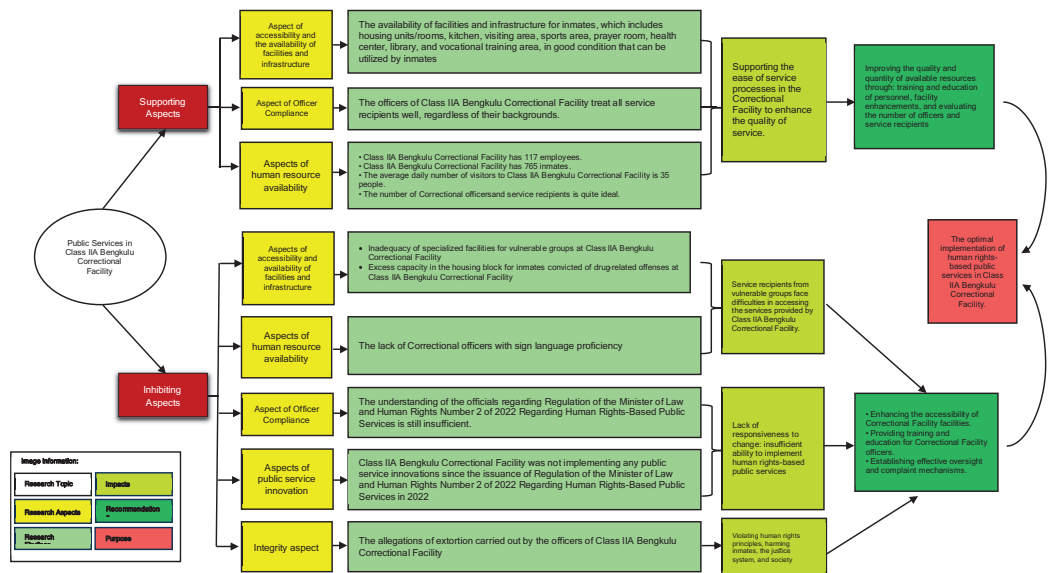 Public Services in
Class IIA Bengkulu
Correctional
Facility
Supporting
Aspects
Aspect of
accessibility and
the availability of
facilities and
infrastructure
The availability of facilities and infrastructure for inmates, which includes
housing units/rooms, kitchen, visiting area, sports area, prayer room, health
center, library, and vocational training area, in good condition that can be
utilized by inmates
Aspect of Officer
Compliance
The officers of Class IIA Bengkulu Correctional Facility treat all service
recipients well, regardless of their backgrounds.
Aspects of
human resource
availability
• Class IIA Bengkulu Correctional Facility has 117 employees.
• Class IIA Bengkulu Correctional Facility has 765 inmates.
• The average daily number of visitors to Class IIA Bengkulu Correctional Facility is 35
people.
• The number of Correctional officersand service recipients is quite ideal.
Supporting the
ease of service
processes in the
Correctional
Facility to enhance
the quality of
service.
Improving the quality and
quantity of available resources
through: training and education
of personnel, facility
enhancements, and evaluating
the number of officers and
service recipients
Inhibiting
Aspects
Aspects of
accessibility and
availability of
facilities and
infrastructure
• Inadequacy of specialized facilities for vulnerable groups at Class IIA Bengkulu
Correctional Facility
• Excess capacity in the housing block for inmates convicted of drug-related offenses at
Class IIA Bengkulu Correctional Facility
Aspects of
human resource
availability
The lack of Correctional officers with sign language proficiency
Service recipients from
vulnerable groups face
difficulties in accessing
the services provided by
Class IIA Bengkulu
Correctional Facility.
Aspect of Officer
Compliance
The understanding of the officials regarding Regulation of the Minister of Law
and Human Rights Number 2 of 2022 Regarding Human Rights-Based Public
Services is still insufficient.
Aspects of
public service
innovation
Class IIA Bengkulu Correctional Facility was not implementing any public
service innovations since the issuance of Regulation of the Minister of Law
and Human Rights Number 2 of 2022 Regarding Human Rights-Based Public
Services in 2022
Lack of
responsiveness to
change: insufficient
ability to implement
human rights-based
public services
Integrity aspect
The allegations of extortion carried out by the officers of Class IIA Bengkulu
Correctional Facility
Violating human rights
principles, harming
inmates, the justice
system, and society
• Enhancing the accessibility of
Correctional Facility facilities.
• Providing training and
education for Correctional Facility
officers.
• Establishing effective oversight
and complaint mechanisms.
The optimal
implementation of
human rights-
based public
services in Class
IIA Bengkulu
Correctional
Facility.
Image Information:
Research Topic
Impacts
Research Aspects
Recommendation
Research
Purpose